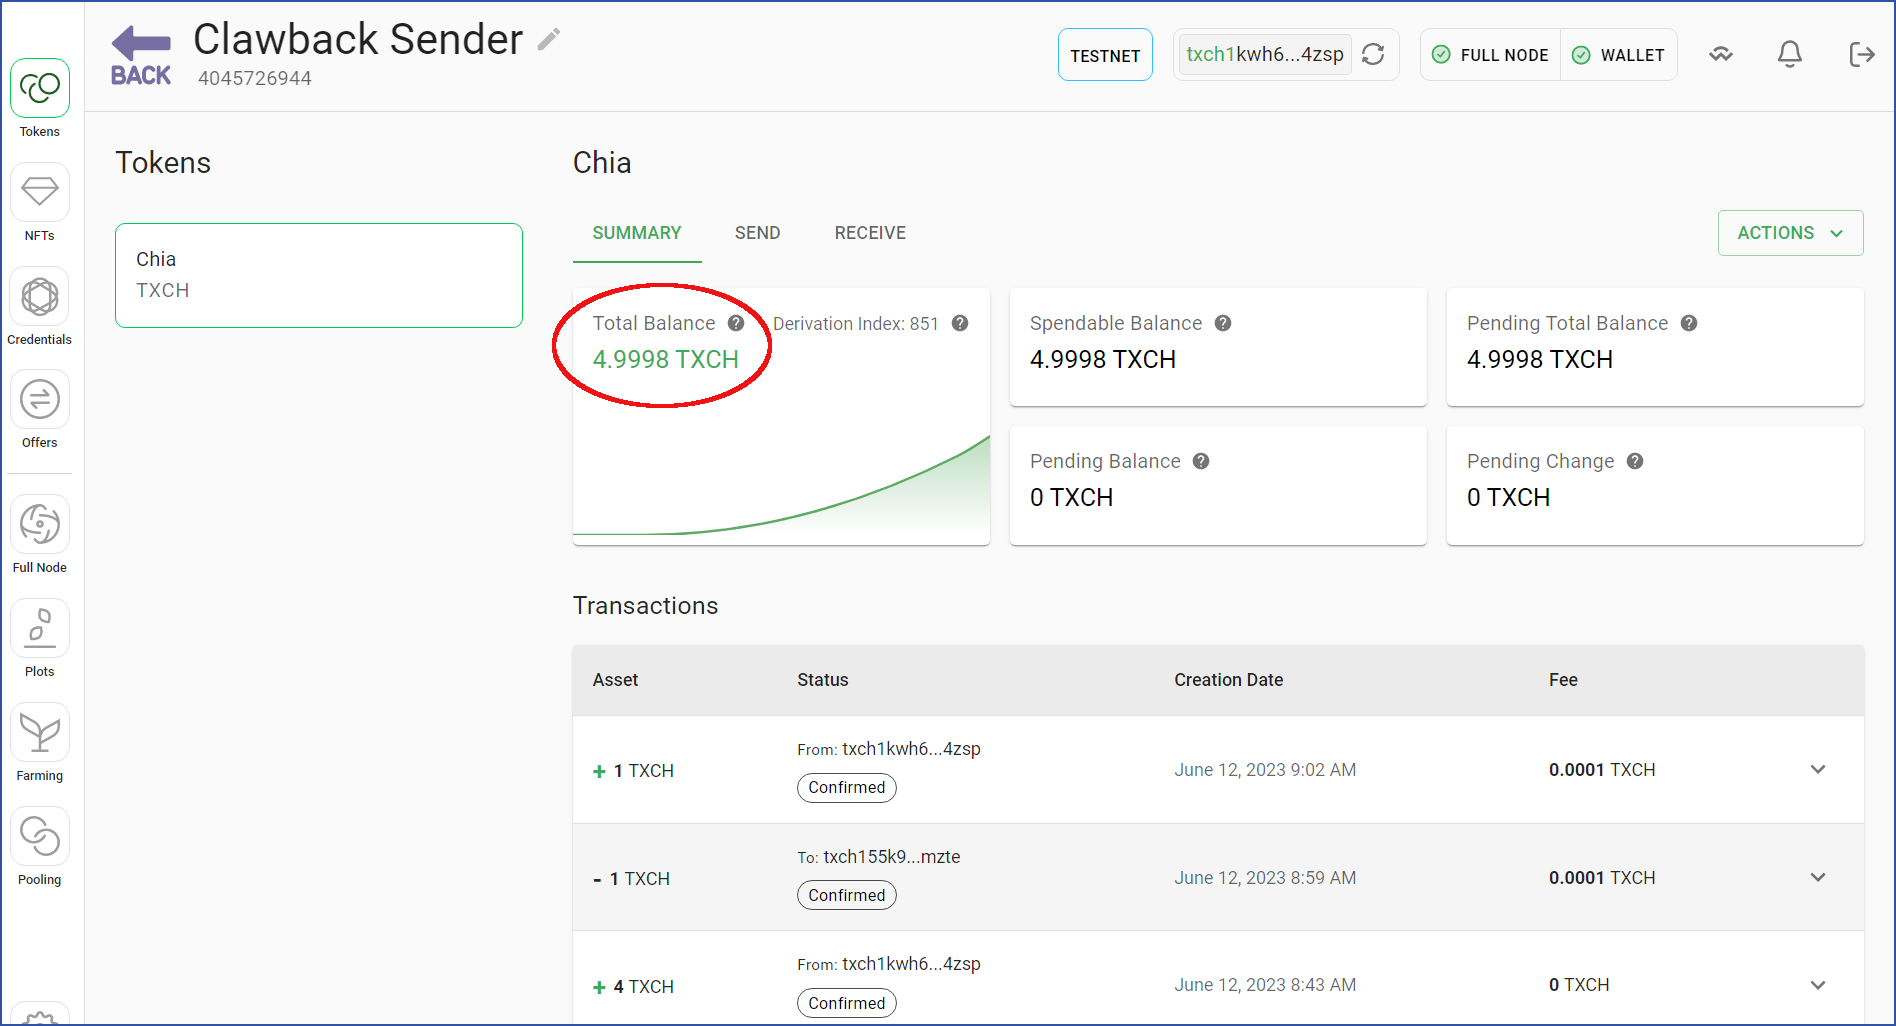 BACK
Clawback Sender
4045726944
TESTNET
txch1kwh6...4zsp
FULL NODE
WALLET
Tokens
NFTs
Credentials
Offers
Full Node
Plots
Farming
Pooling
Tokens
Chia
TXCH
Chia
SUMMARY
SEND
RECEIVE
ACTIONS
Total Balance ?
Derivation Index: 851 ?
4.9998 TXCH
Spendable Balance ?
4.9998 TXCH
Pending Total Balance ?
4.9998 TXCH
Pending Balance ?
0 TXCH
Pending Change ?
0 TXCH
Transactions
Asset Status Creation Date Fee
From: txch1kwh6...4zsp
+ 1 TXCH Confirmed June 12, 2023 9:02 AM 0.0001 TXCH
To: txch155k9...mzte
- 1 TXCH Confirmed June 12, 2023 8:59 AM 0.0001 TXCH
From: txch1kwh6...4zsp
+ 4 TXCH Confirmed June 12, 2023 8:43 AM 0 TXCH